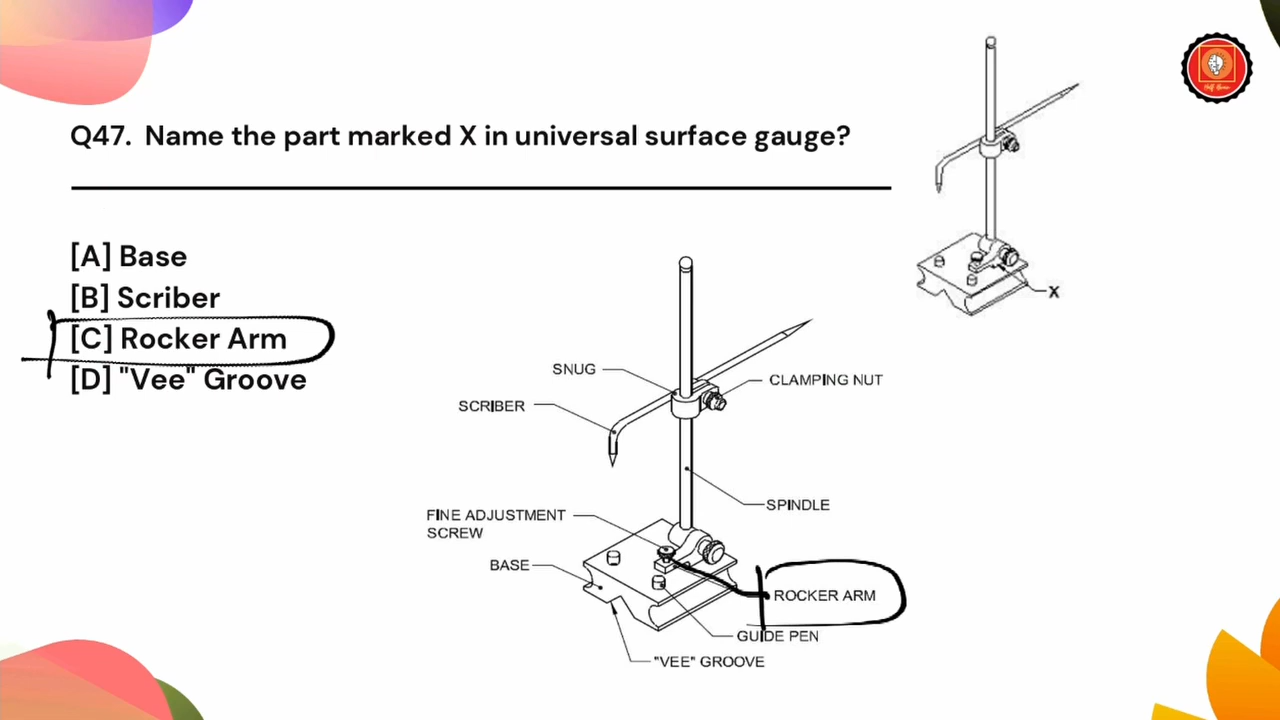 Q47. Name the part marked X in universal surface gauge?
[A] Base
[B] Scriber
[C] Rocker Arm
[D] "Vee" Groove
X
SNUG
CLAMPING NUT
SCRIBER
SPINDLE
FINE ADJUSTMENT
SCREW
BASE
ROCKER ARM
GUIDE PEN
"VEE" GROOVE